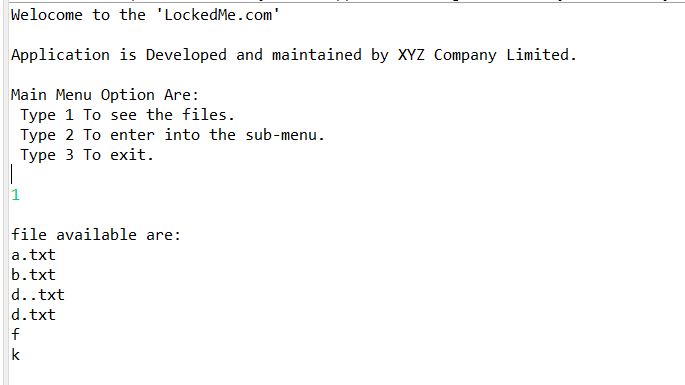 Welocome to the 'LockedMe.com'
Application is Developed and maintained by XYZ Company Limited.
Main Menu Option Are:
Type 1 To see the files.
Type 2 To enter into the sub-menu.
Type 3 To exit.
1
file available are:
a.txt
b.txt
d..txt
d.txt
f
k